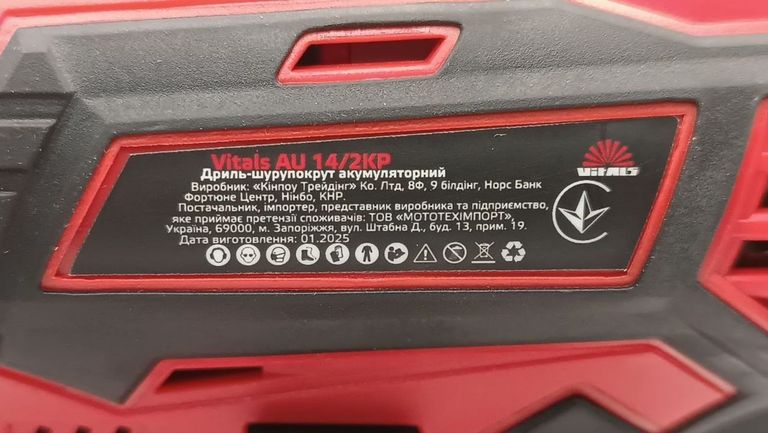 Vitals AU 14/2KP
Дриль-шурупокрут акумуляторний
Виробник: «Кінпоу Трейдінг» Ко. Лтд, 8Ф, 9 білдінг, Норс Банк
Фортюне Центр, Нінбо, КНР.
Постачальник, імпортер, представник виробника та підприємство,
яке приймає претензії споживачів: ТОВ «МОТОТЕХІМПОРТ»,
Україна, 69000, м. Запоріжжя, вул. Штабна Д., буд. 13, прим. 19.
Дата виготовлення: 01.2025
VITALS